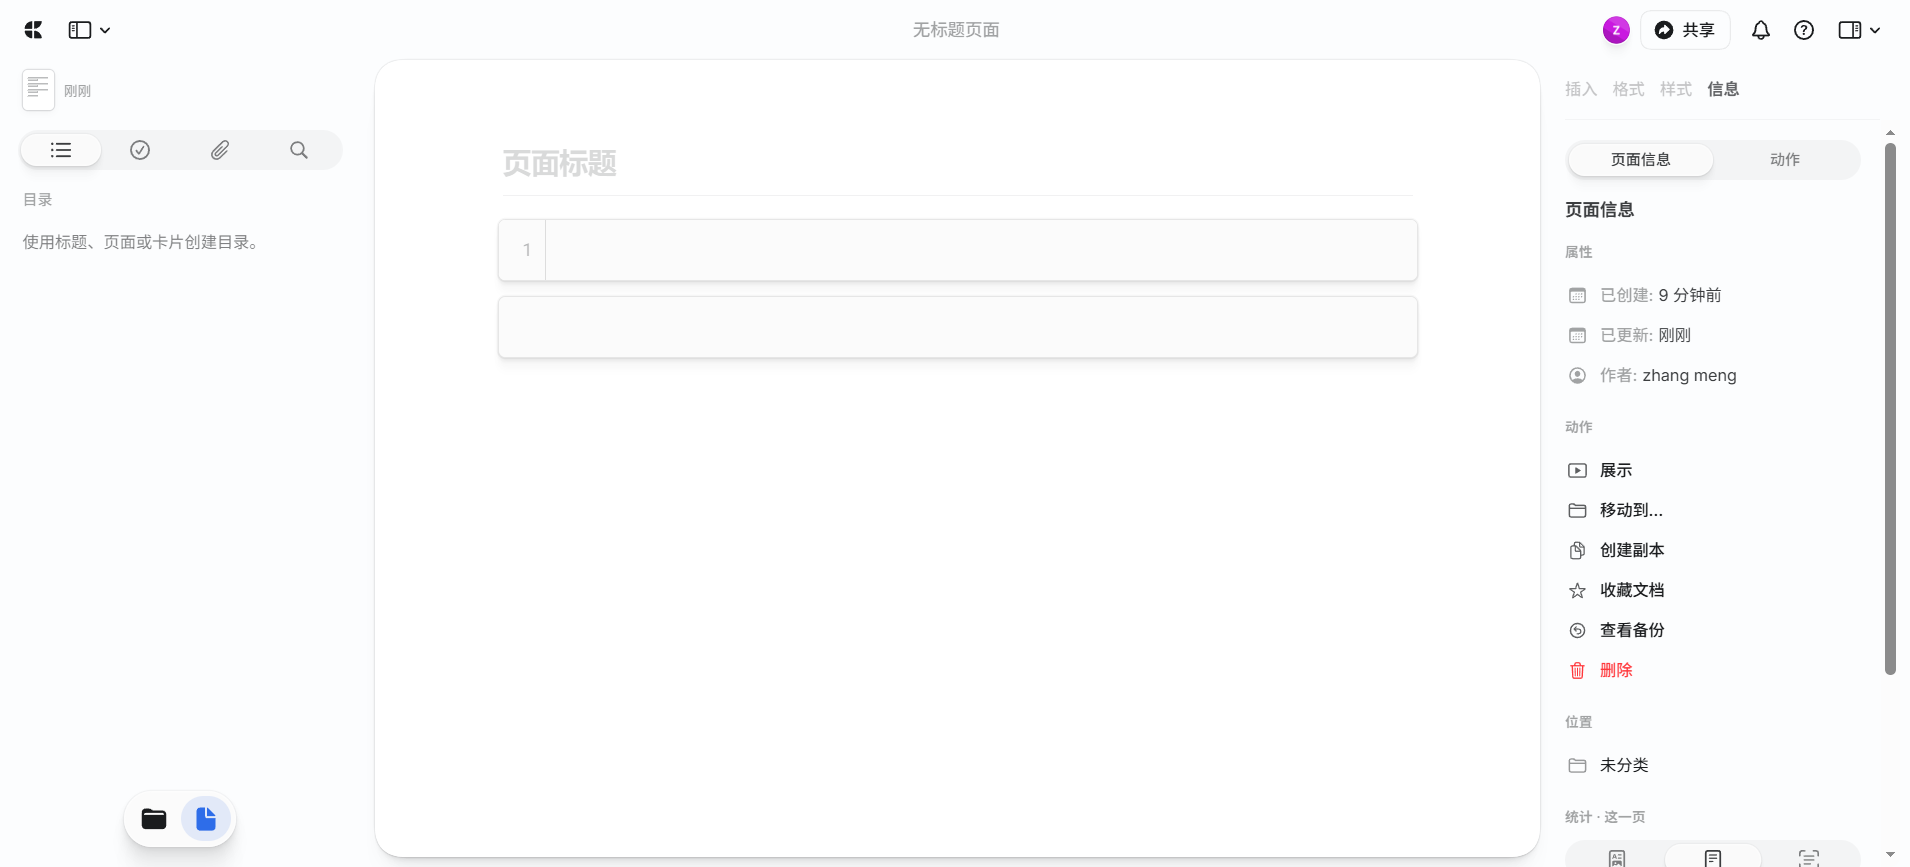 无标题页面
Z
共享
刚刚
目录
使用标题、页面或卡片创建目录。
页面标题
1
插入 格式 样式 信息
页面信息 动作
页面信息
属性
已创建: 9 分钟前
已更新: 刚刚
作者: zhang meng
动作
展示
移动到...
创建副本
收藏文档
查看备份
删除
位置
未分类
统计 · 这一页